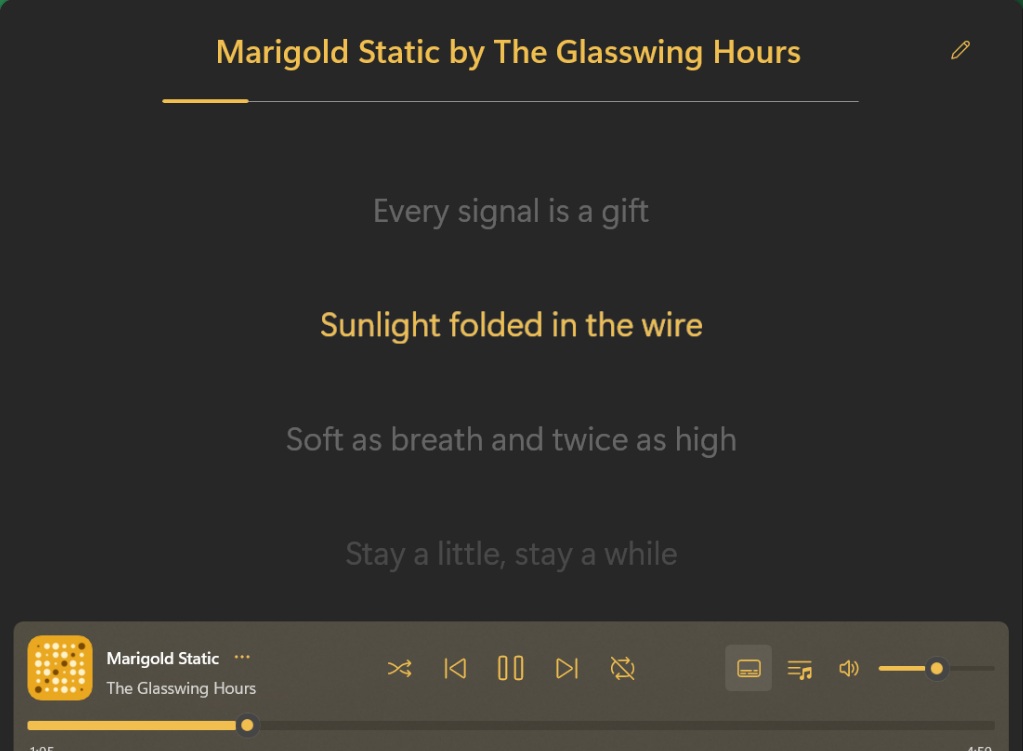 Marigold Static by The Glasswing Hours
Every signal is a gift
Sunlight folded in the wire
Soft as breath and twice as high
Stay a little, stay a while
Marigold Static
The Glasswing Hours